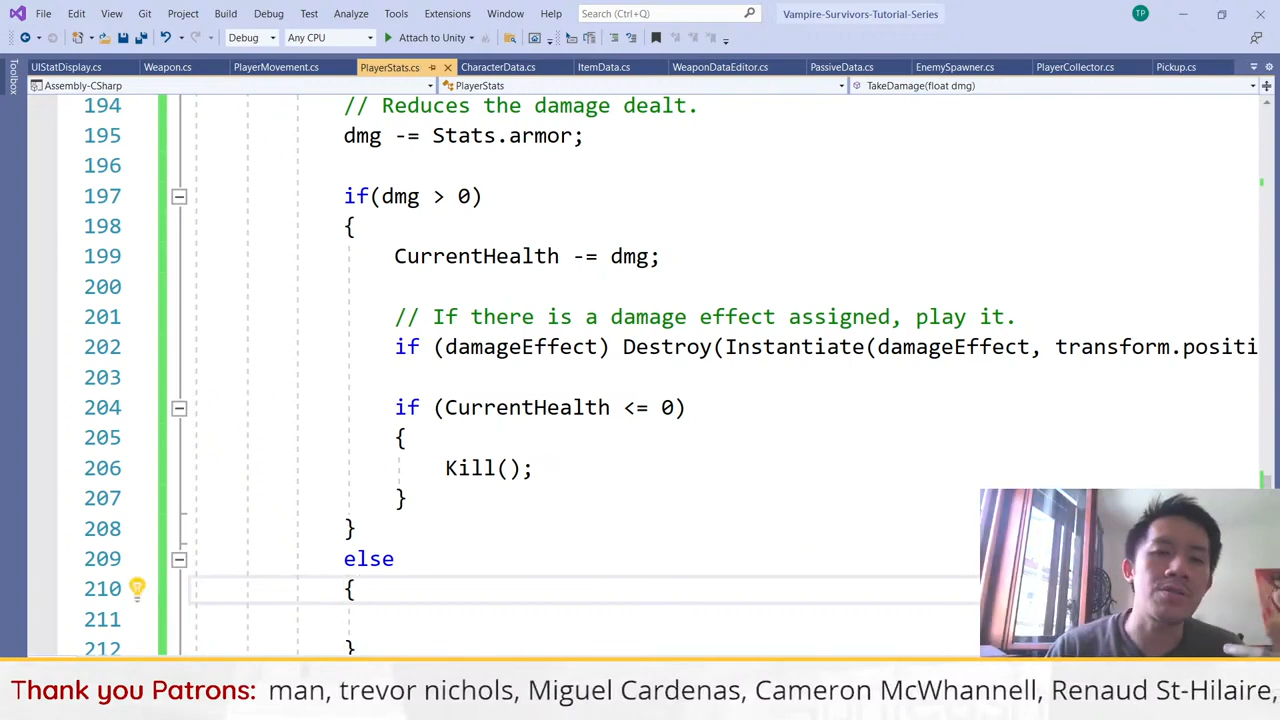 File Edit View Git Project Build Debug Test Analyze Tools Extensions Window Help Search (Ctrl+Q) Vampire-Survivors-Tutorial-Series TP
Debug Any CPU Attach to Unity
UIStatDisplay.cs Weapon.cs PlayerMovement.cs PlayerStats.cs CharacterData.cs ItemData.cs WeaponDataEditor.cs PassiveData.cs EnemySpawner.cs PlayerCollector.cs Pickup.cs
Toolbox
Assembly-CSharp PlayerStats TakeDamage(float dmg)
194 // Reduces the damage dealt.
195 dmg -= Stats.armor;
196
197 if(dmg > 0)
198 {
199 CurrentHealth -= dmg;
200
201 // If there is a damage effect assigned, play it.
202 if (damageEffect) Destroy(Instantiate(damageEffect, transform.positi
203
204 if (CurrentHealth <= 0)
205 {
206 Kill();
207 }
208 }
209 else
210 {
211
212 }
Thank you Patrons: man, trevor nichols, Miguel Cardenas, Cameron McWhannell, Renaud St-Hilaire,